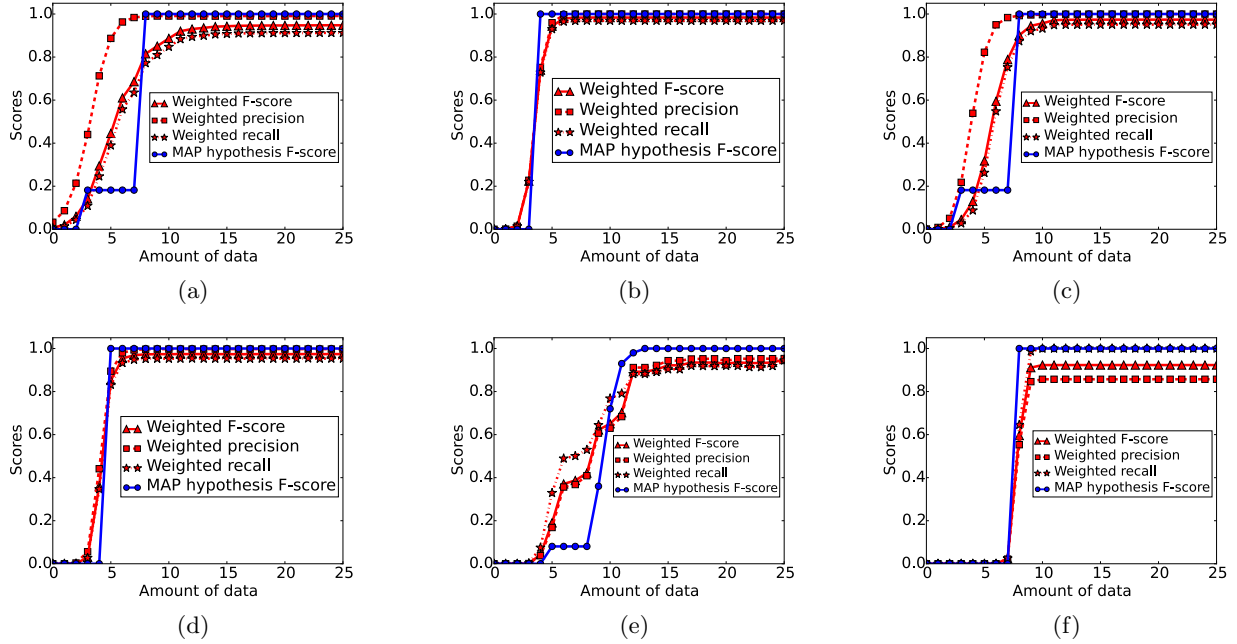 1.0
0.8
0.6
0.4
0.2
0.0
Scores
Weighted F-score
Weighted precision
Weighted recall
MAP hypothesis F-score
0 5 10 15 20 25
Amount of data
(a)
1.0
0.8
0.6
0.4
0.2
0.0
Scores
Weighted F-score
Weighted precision
Weighted recall
MAP hypothesis F-score
0 5 10 15 20 25
Amount of data
(b)
1.0
0.8
0.6
0.4
0.2
0.0
Scores
Weighted F-score
Weighted precision
Weighted recall
MAP hypothesis F-score
0 5 10 15 20 25
Amount of data
(c)
1.0
0.8
0.6
0.4
0.2
0.0
Scores
Weighted F-score
Weighted precision
Weighted recall
MAP hypothesis F-score
0 5 10 15 20 25
Amount of data
(d)
1.0
0.8
0.6
0.4
0.2
0.0
Scores
Weighted F-score
Weighted precision
Weighted recall
MAP hypothesis F-score
0 5 10 15 20 25
Amount of data
(e)
1.0
0.8
0.6
0.4
0.2
0.0
Scores
Weighted F-score
Weighted precision
Weighted recall
MAP hypothesis F-score
0 5 10 15 20 25
Amount of data
(f)